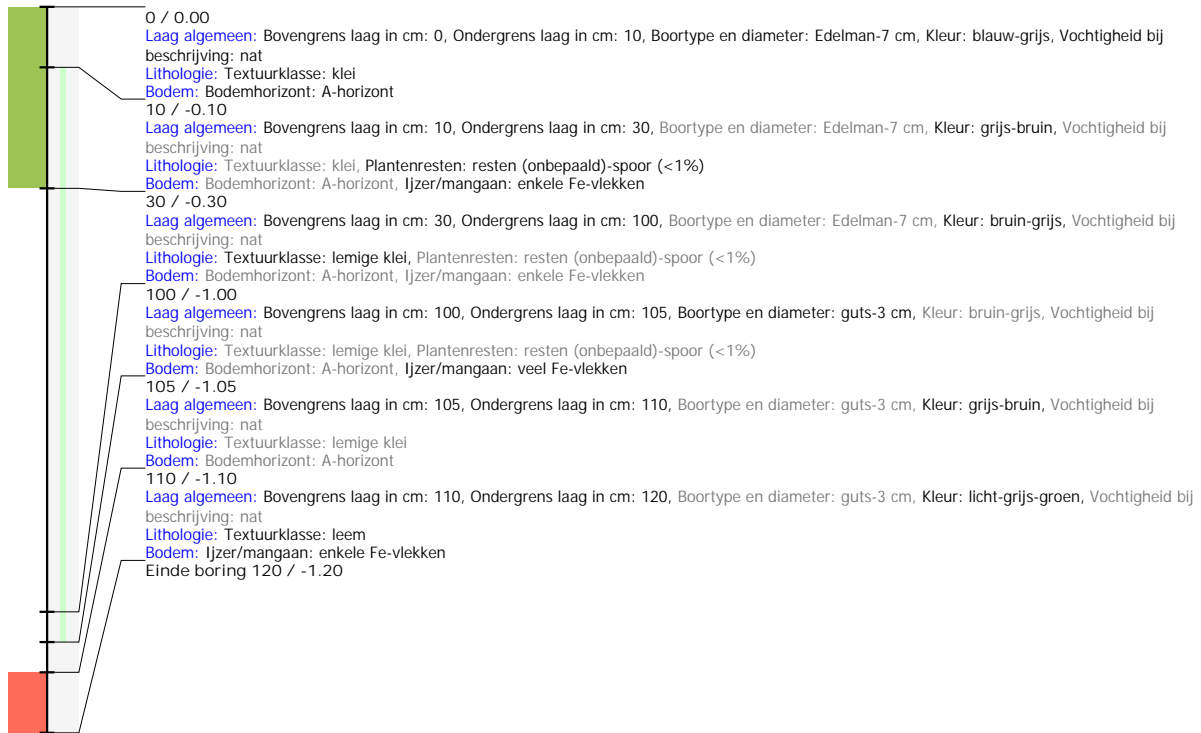 0 / 0.00
Laag algemeen: Bovengrens laag in cm: 0, Ondergrens laag in cm: 10, Boortype en diameter: Edelman-7 cm, Kleur: blauw-grijs, Vochtigheid bij
beschrijving: nat
Lithologie: Textuurklasse: klei
Bodem: Bodemhorizont: A-horizont
10 / -0.10
Laag algemeen: Bovengrens laag in cm: 10, Ondergrens laag in cm: 30, Boortype en diameter: Edelman-7 cm, Kleur: grijs-bruin, Vochtigheid bij
beschrijving: nat
Lithologie: Textuurklasse: klei, Plantenresten: resten (onbepaald)-spoor (<1%)
Bodem: Bodemhorizont: A-horizont, Ijzer/mangaan: enkele Fe-vlekken
30 / -0.30
Laag algemeen: Bovengrens laag in cm: 30, Ondergrens laag in cm: 100, Boortype en diameter: Edelman-7 cm, Kleur: bruin-grijs, Vochtigheid bij
beschrijving: nat
Lithologie: Textuurklasse: lemige klei, Plantenresten: resten (onbepaald)-spoor (<1%)
Bodem: Bodemhorizont: A-horizont, Ijzer/mangaan: enkele Fe-vlekken
100 / -1.00
Laag algemeen: Bovengrens laag in cm: 100, Ondergrens laag in cm: 105, Boortype en diameter: guts-3 cm, Kleur: bruin-grijs, Vochtigheid bij
beschrijving: nat
Lithologie: Textuurklasse: lemige klei, Plantenresten: resten (onbepaald)-spoor (<1%)
Bodem: Bodemhorizont: A-horizont, Ijzer/mangaan: veel Fe-vlekken
105 / -1.05
Laag algemeen: Bovengrens laag in cm: 105, Ondergrens laag in cm: 110, Boortype en diameter: guts-3 cm, Kleur: grijs-bruin, Vochtigheid bij
beschrijving: nat
Lithologie: Textuurklasse: lemige klei
Bodem: Bodemhorizont: A-horizont
110 / -1.10
Laag algemeen: Bovengrens laag in cm: 110, Ondergrens laag in cm: 120, Boortype en diameter: guts-3 cm, Kleur: licht-grijs-groen, Vochtigheid bij
beschrijving: nat
Lithologie: Textuurklasse: leem
Bodem: Ijzer/mangaan: enkele Fe-vlekken
Einde boring 120 / -1.20